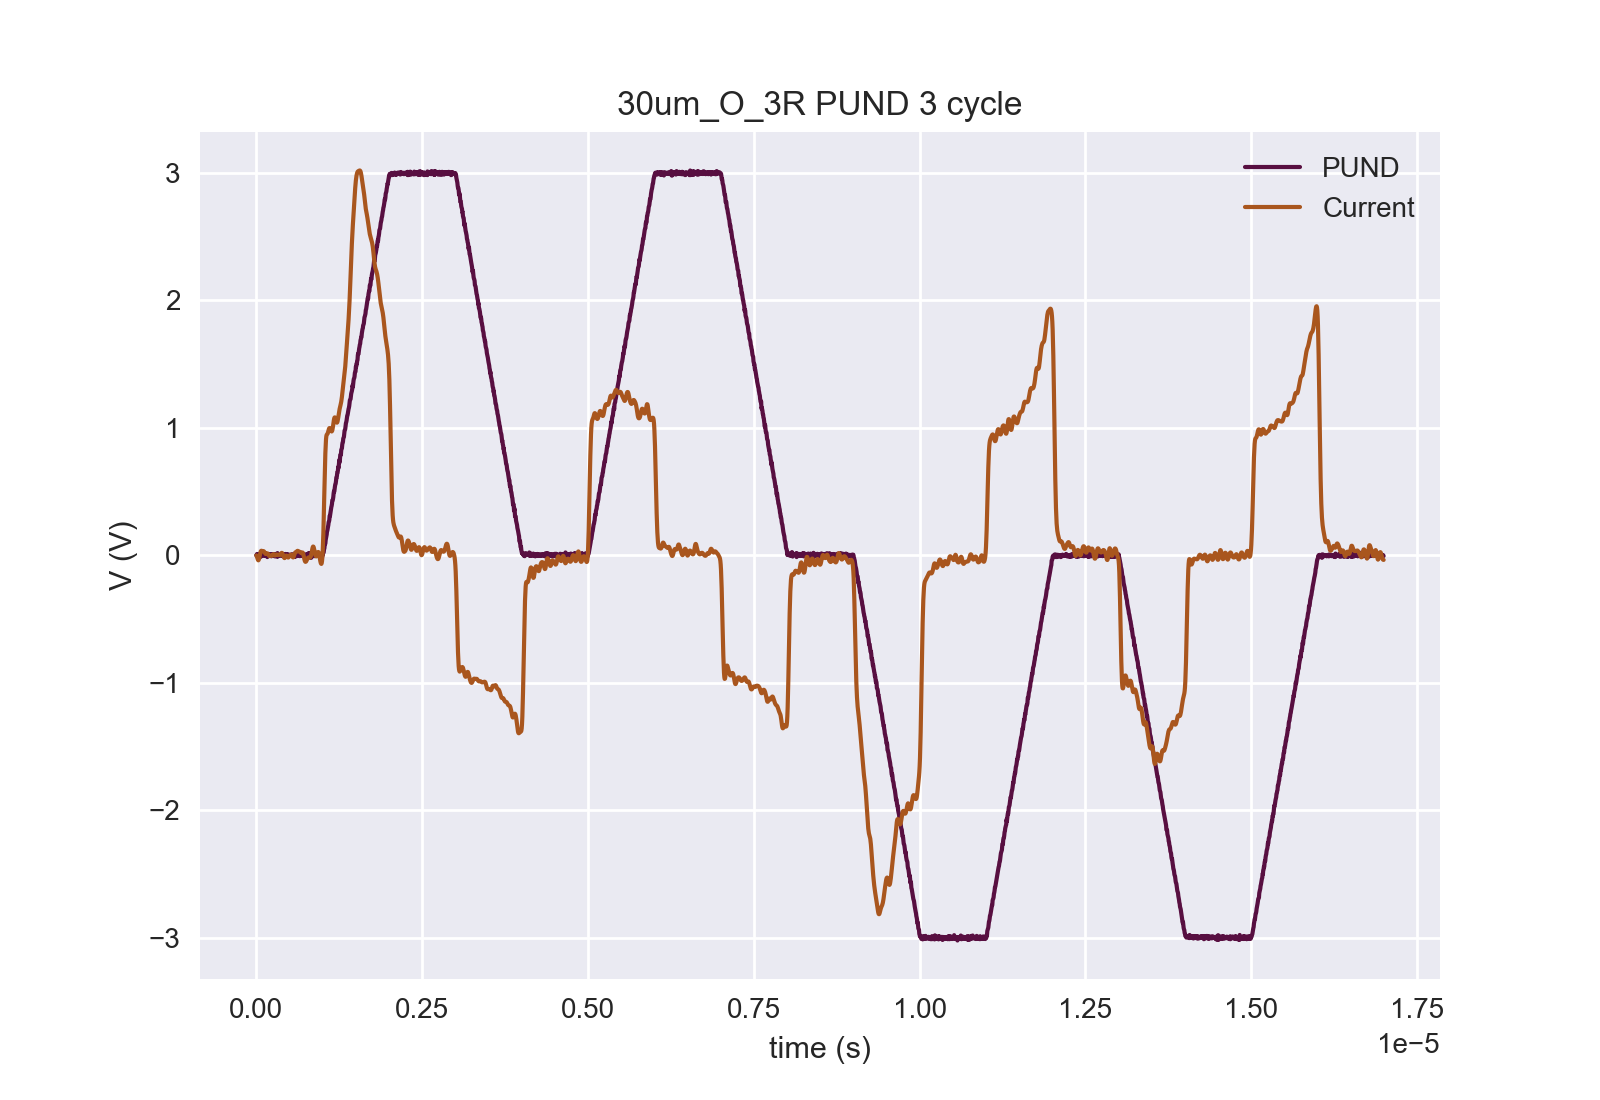 30um_O_3R PUND 3 cycle
PUND
Current
V (V)
3
2
1
0
−1
−2
−3
0.00 0.25 0.50 0.75 1.00 1.25 1.50 1.75
time (s)
1e−5